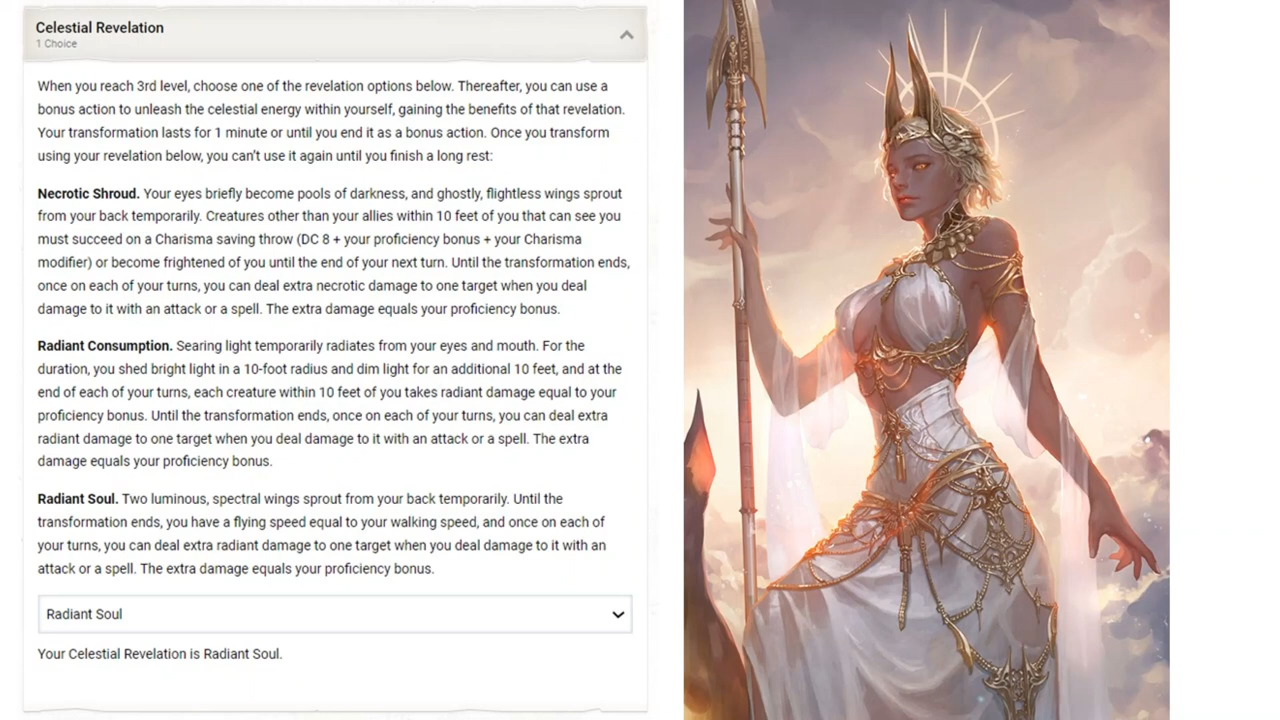 Celestial Revelation
1 Choice
When you reach 3rd level, choose one of the revelation options below. Thereafter, you can use a
bonus action to unleash the celestial energy within yourself, gaining the benefits of that revelation.
Your transformation lasts for 1 minute or until you end it as a bonus action. Once you transform
using your revelation below, you can't use it again until you finish a long rest:
Necrotic Shroud. Your eyes briefly become pools of darkness, and ghostly, flightless wings sprout
from your back temporarily. Creatures other than your allies within 10 feet of you that can see you
must succeed on a Charisma saving throw (DC 8 + your proficiency bonus + your Charisma
modifier) or become frightened of you until the end of your next turn. Until the transformation ends,
once on each of your turns, you can deal extra necrotic damage to one target when you deal
damage to it with an attack or a spell. The extra damage equals your proficiency bonus.
Radiant Consumption. Searing light temporarily radiates from your eyes and mouth. For the
duration, you shed bright light in a 10-foot radius and dim light for an additional 10 feet, and at the
end of each of your turns, each creature within 10 feet of you takes radiant damage equal to your
proficiency bonus. Until the transformation ends, once on each of your turns, you can deal extra
radiant damage to one target when you deal damage to it with an attack or a spell. The extra
damage equals your proficiency bonus.
Radiant Soul. Two luminous, spectral wings sprout from your back temporarily. Until the
transformation ends, you have a flying speed equal to your walking speed, and once on each of
your turns, you can deal extra radiant damage to one target when you deal damage to it with an
attack or a spell. The extra damage equals your proficiency bonus.
Radiant Soul
Your Celestial Revelation is Radiant Soul.